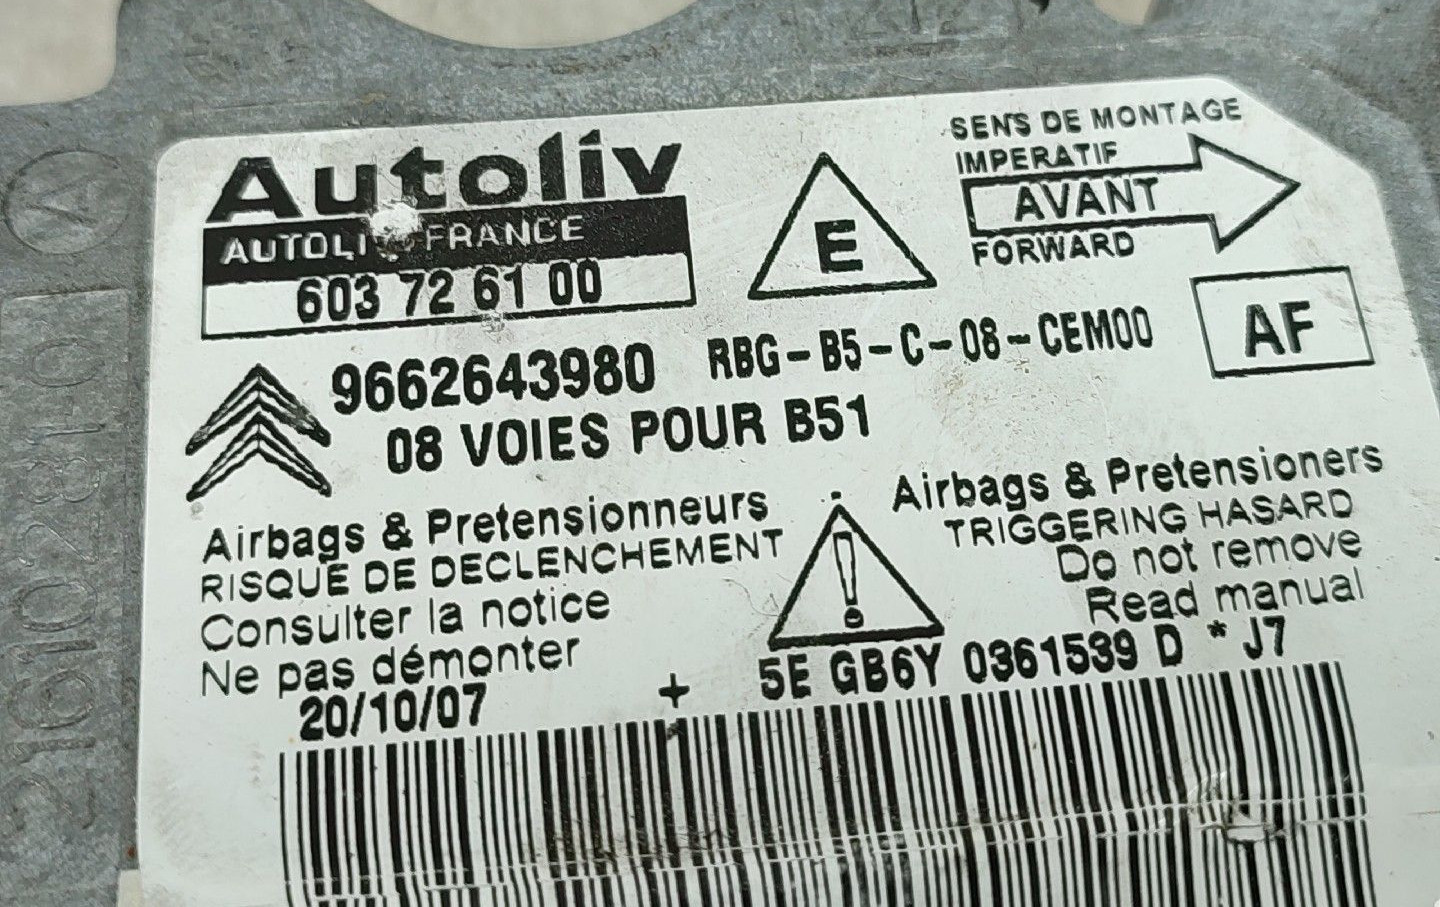 Autoliv
AUTOLIV FRANCE
603 72 61 00
E
SENS DE MONTAGE
IMPERATIF
AVANT
FORWARD
AF
9662643980
RBG-B5-C-08-CEM00
08 VOIES POUR B51
Airbags & Pretensionneurs
RISQUE DE DECLENCHEMENT
Consulter la notice
Ne pas démonter
20/10/07
Airbags & Pretensioners
TRIGGERING HASARD
Do not remove
Read manual
+ 5E GB6Y 0361539 D * J7
A